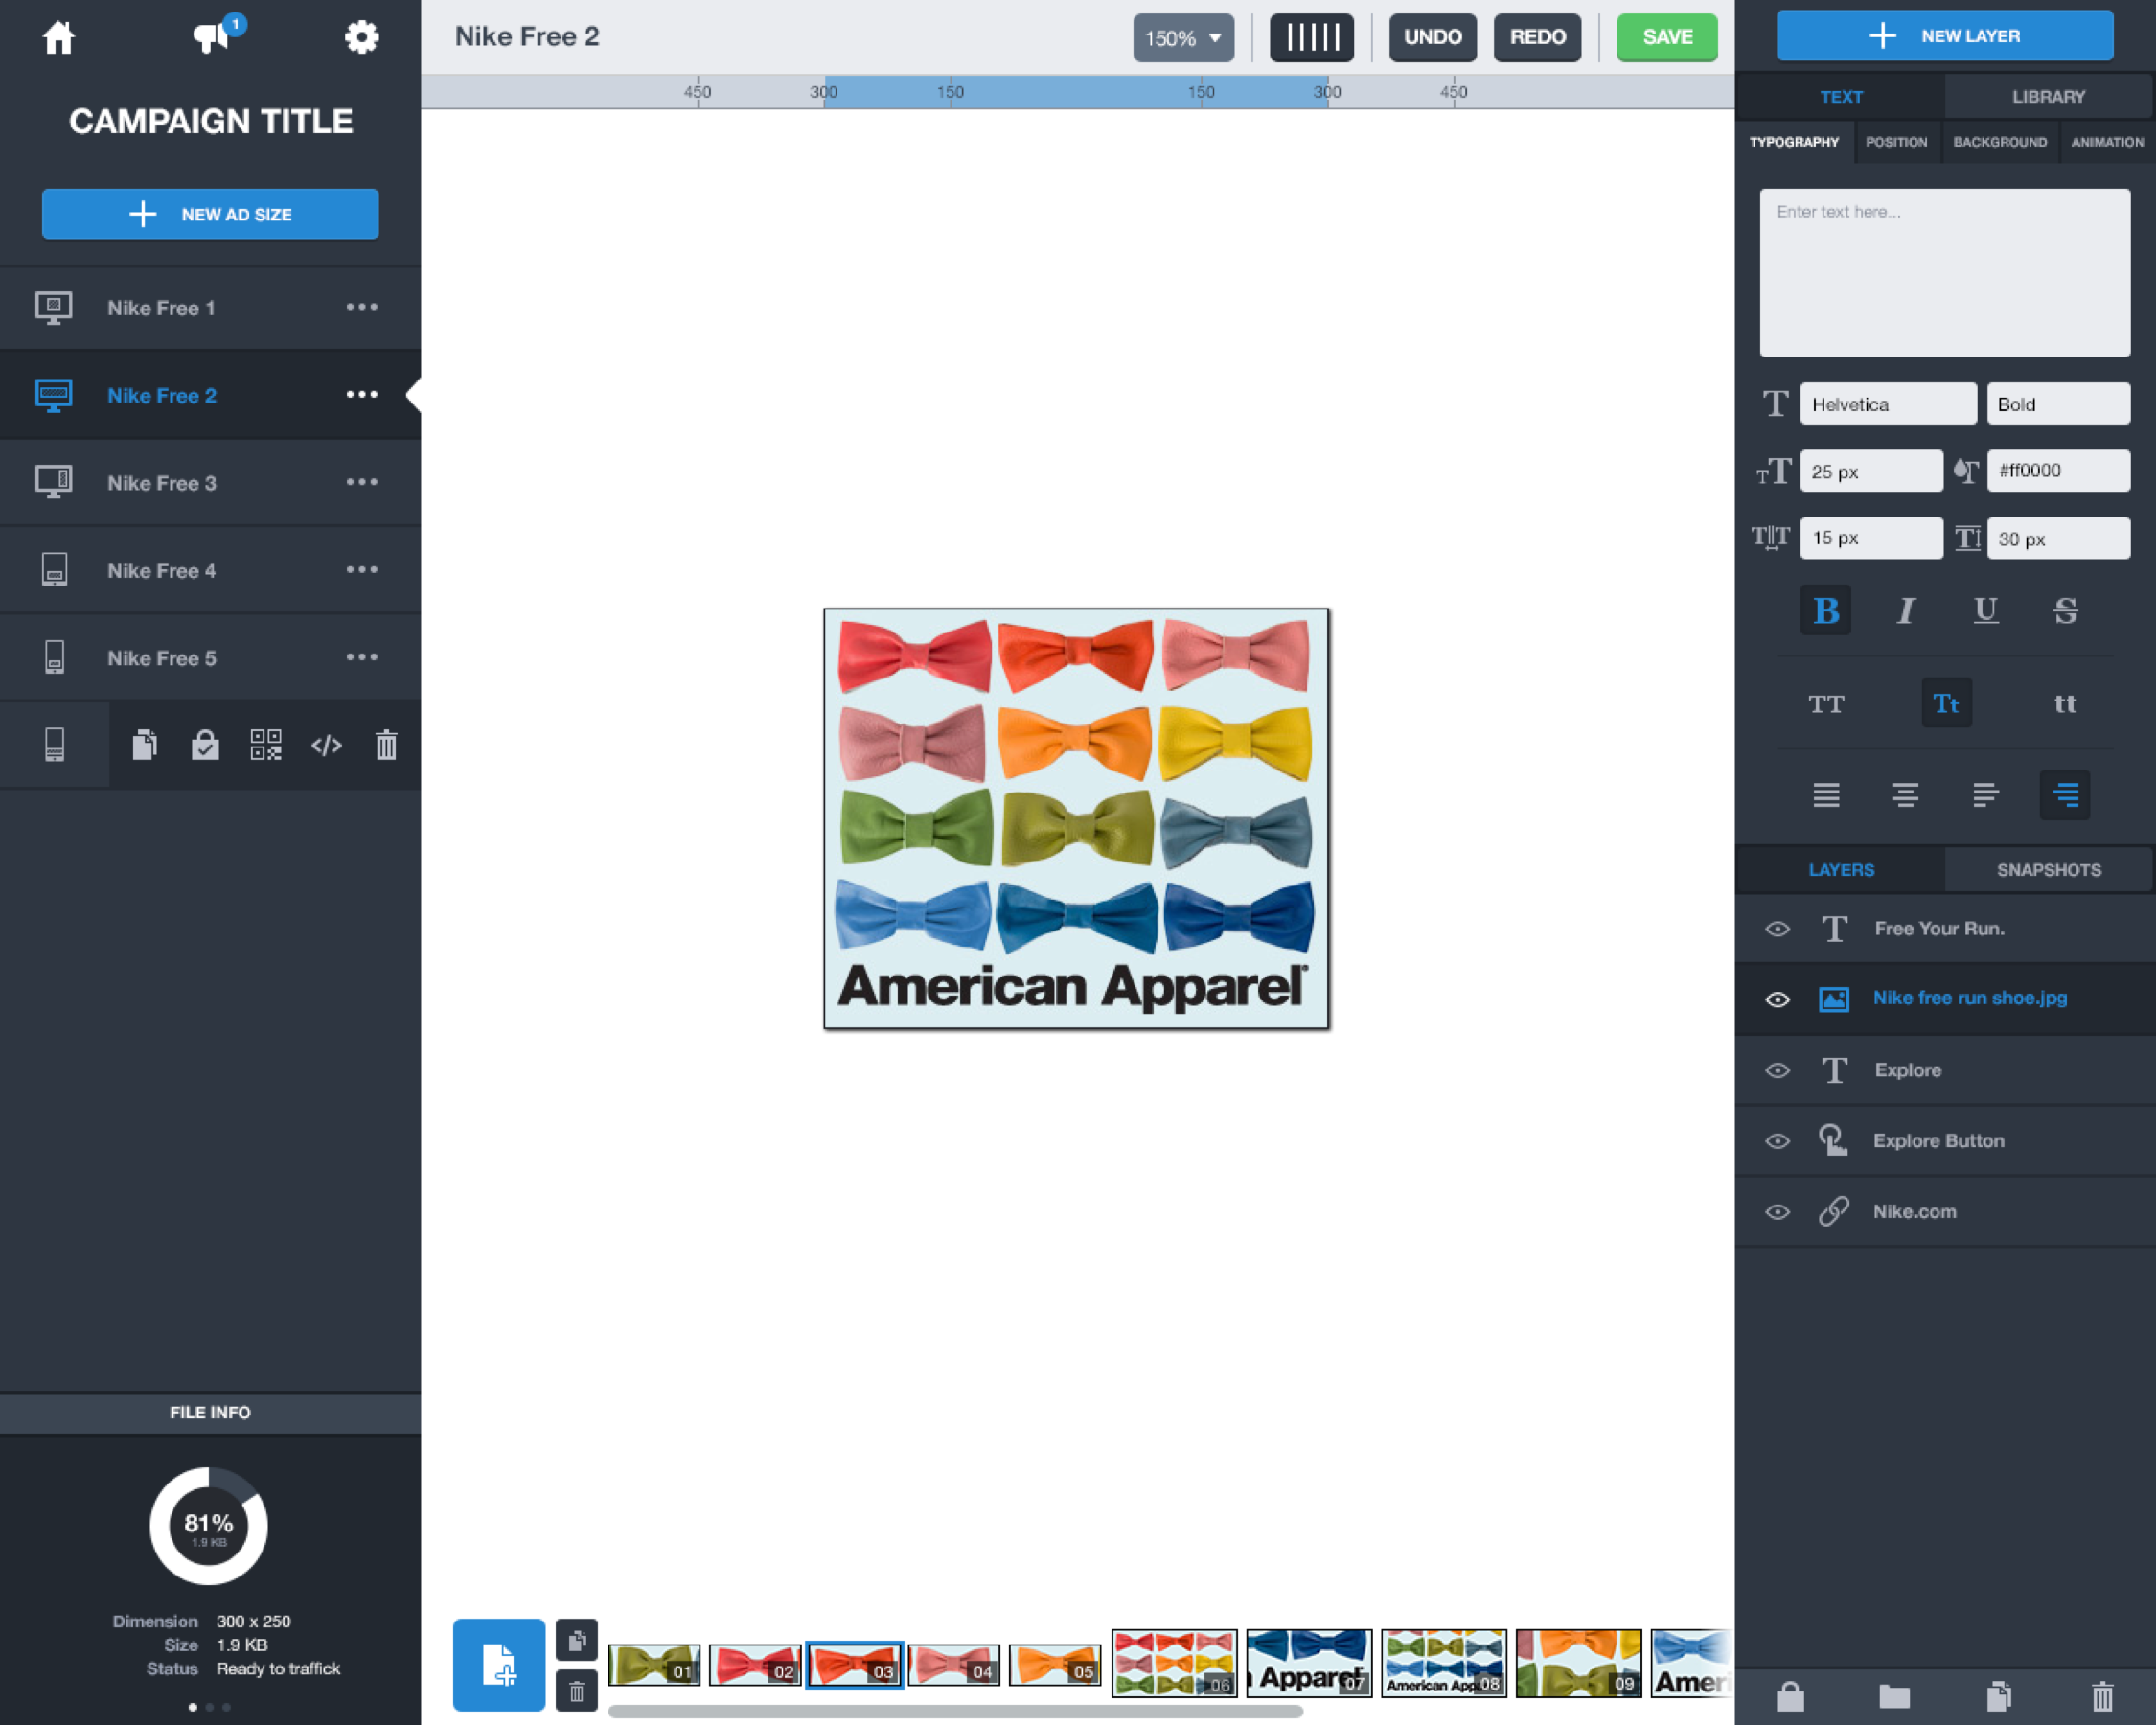 1
CAMPAIGN TITLE
NEW AD SIZE
Nike Free 1
Nike Free 2
Nike Free 3
Nike Free 4
Nike Free 5
FILE INFO
81%
1.9 KB
Dimension 300 x 250
Size 1.9 KB
Status Ready to traffick
Nike Free 2
150%
UNDO
REDO
SAVE
450 300 150 150 300 450
American Apparel
01
02
03
04
05
06
Apparel 07
American App 08
09
Ameri
NEW LAYER
TEXT
LIBRARY
TYPOGRAPHY
POSITION
BACKGROUND
ANIMATION
Enter text here...
T Helvetica Bold
TT 25 px T #ff0000
T||T 15 px T 30 px
B I U S
TT Tt tt
LAYERS
SNAPSHOTS
T Free Your Run.
Nike free run shoe.jpg
T Explore
Explore Button
Nike.com